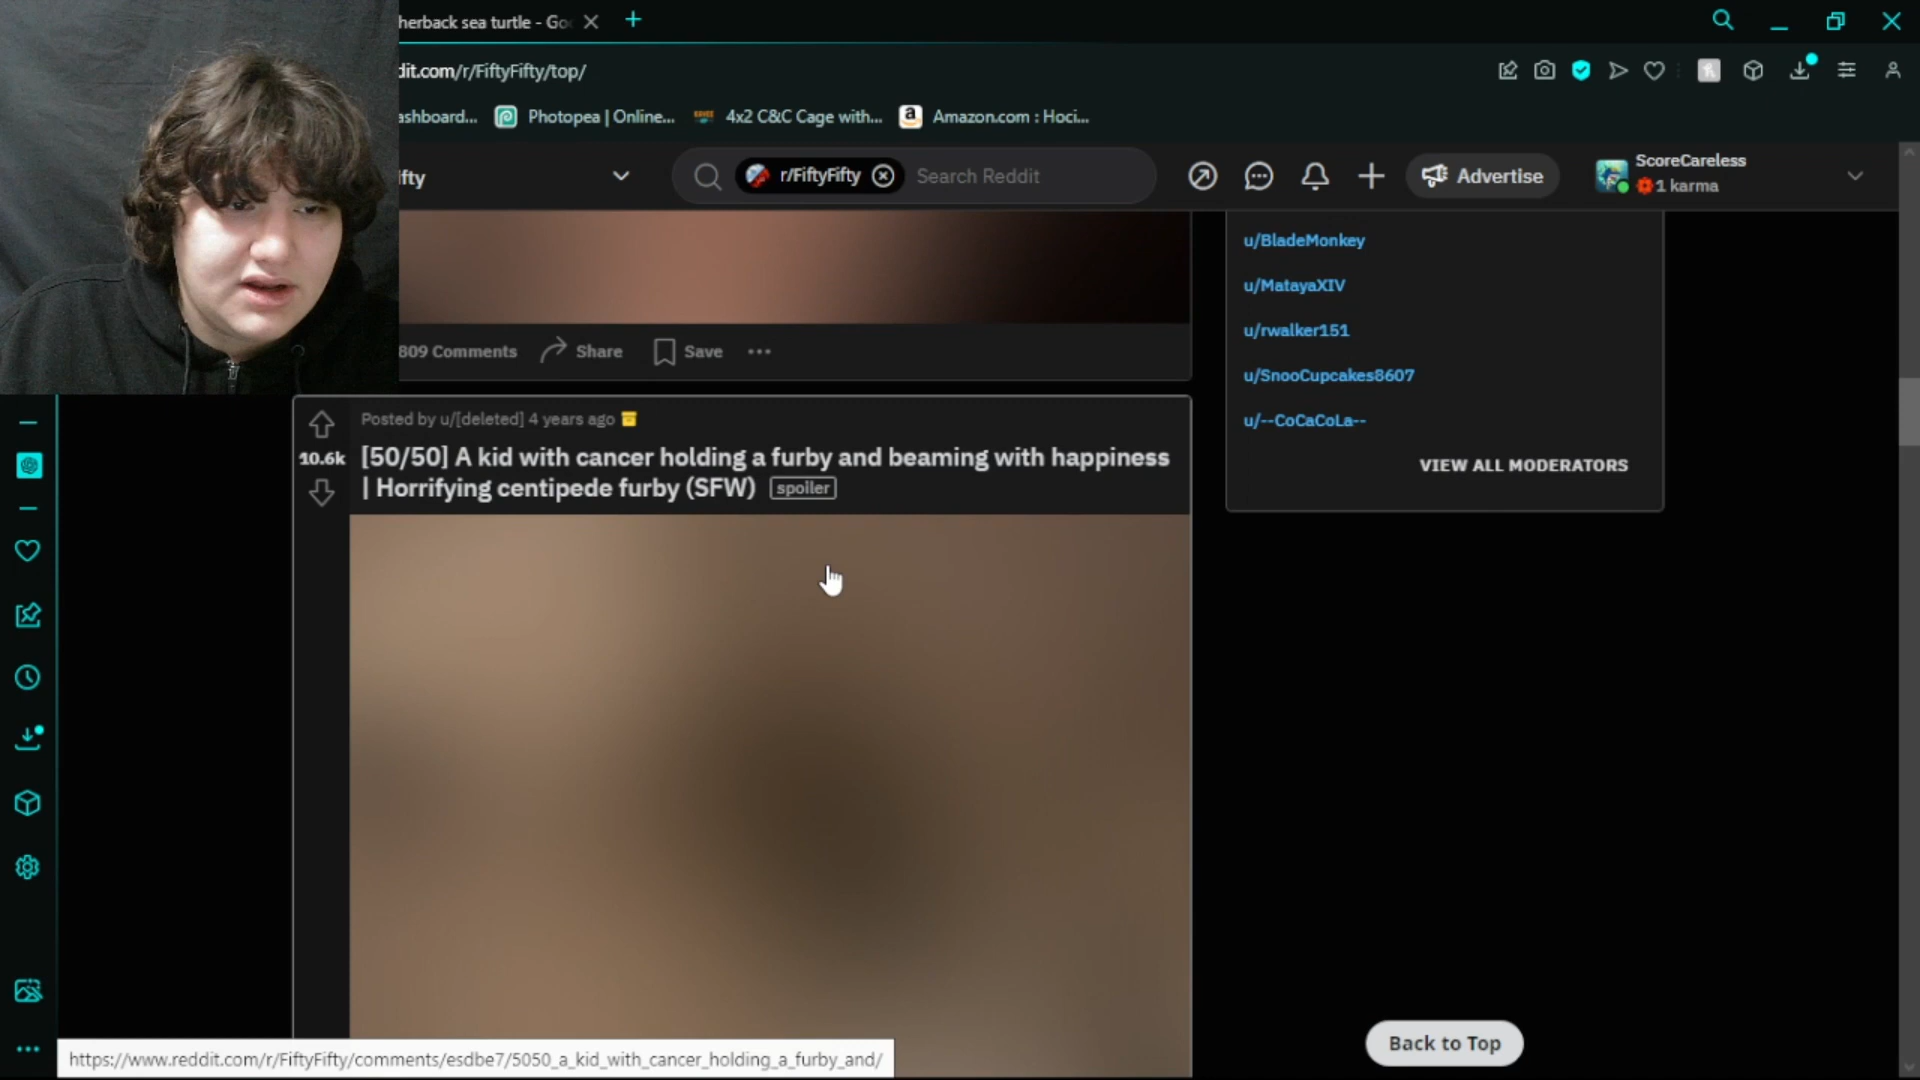 herback sea turtle - Go
dit.com/r/FiftyFifty/top/
ashboard...
Photopea | Online...
4x2 C&C Cage with...
Amazon.com : Hoci...
ifty
r/FiftyFifty
Search Reddit
Advertise
ScoreCareless
1 karma
u/BladeMonkey
u/MatayaXIV
u/rwalker151
u/SnooCupcakes8607
u/--CoCaCoLa--
VIEW ALL MODERATORS
809 Comments
Share
Save
Posted by u/[deleted] 4 years ago
10.6k
[50/50] A kid with cancer holding a furby and beaming with happiness
| Horrifying centipede furby (SFW)
spoiler
Back to Top
https://www.reddit.com/r/FiftyFifty/comments/esdbe7/5050_a_kid_with_cancer_holding_a_furby_and/